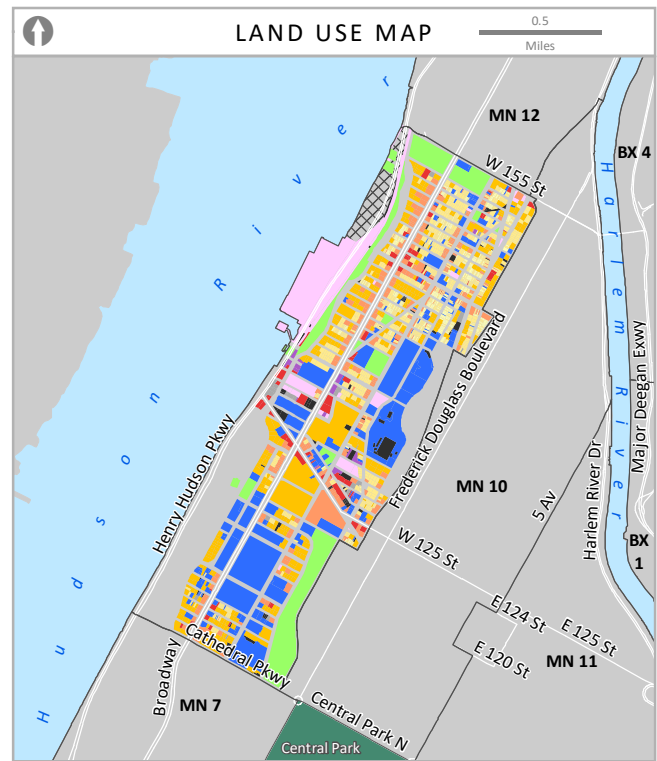 LAND USE MAP
0.5
Miles
MN 12
BX 4
W 155 St
Hudson River
Harlem River
Major Deegan Exwy
Frederick Douglass Boulevard
Henry Hudson Pkwy
MN 10
5 Av
Harlem River Dr
W 125 St
BX
1
E 124 St
E 125 St
E 120 St
MN 11
Cathedral Pkwy
Broadway
MN 7
Central Park N
Central Park